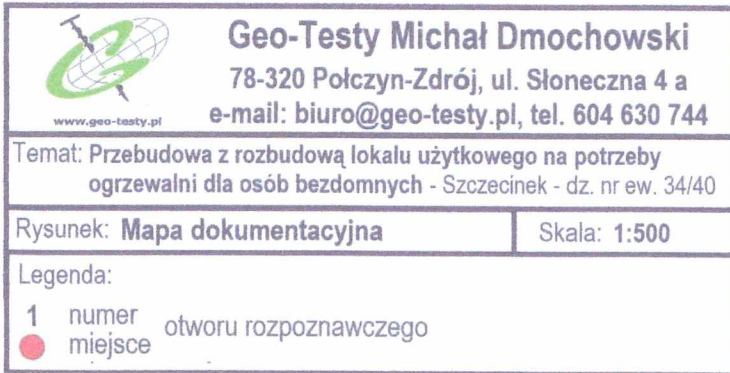 Geo-Testy Michał Dmochowski
78-320 Połczyn-Zdrój, ul. Słoneczna 4 a
www.geo-testy.pl
e-mail: biuro@geo-testy.pl, tel. 604 630 744
Temat: Przebudowa z rozbudową lokalu użytkowego na potrzeby
ogrzewalni dla osób bezdomnych - Szczecinek - dz. nr ew. 34/40
Rysunek: Mapa dokumentacyjna
Skala: 1:500
Legenda:
1 numer
otworu rozpoznawczego
miejsce